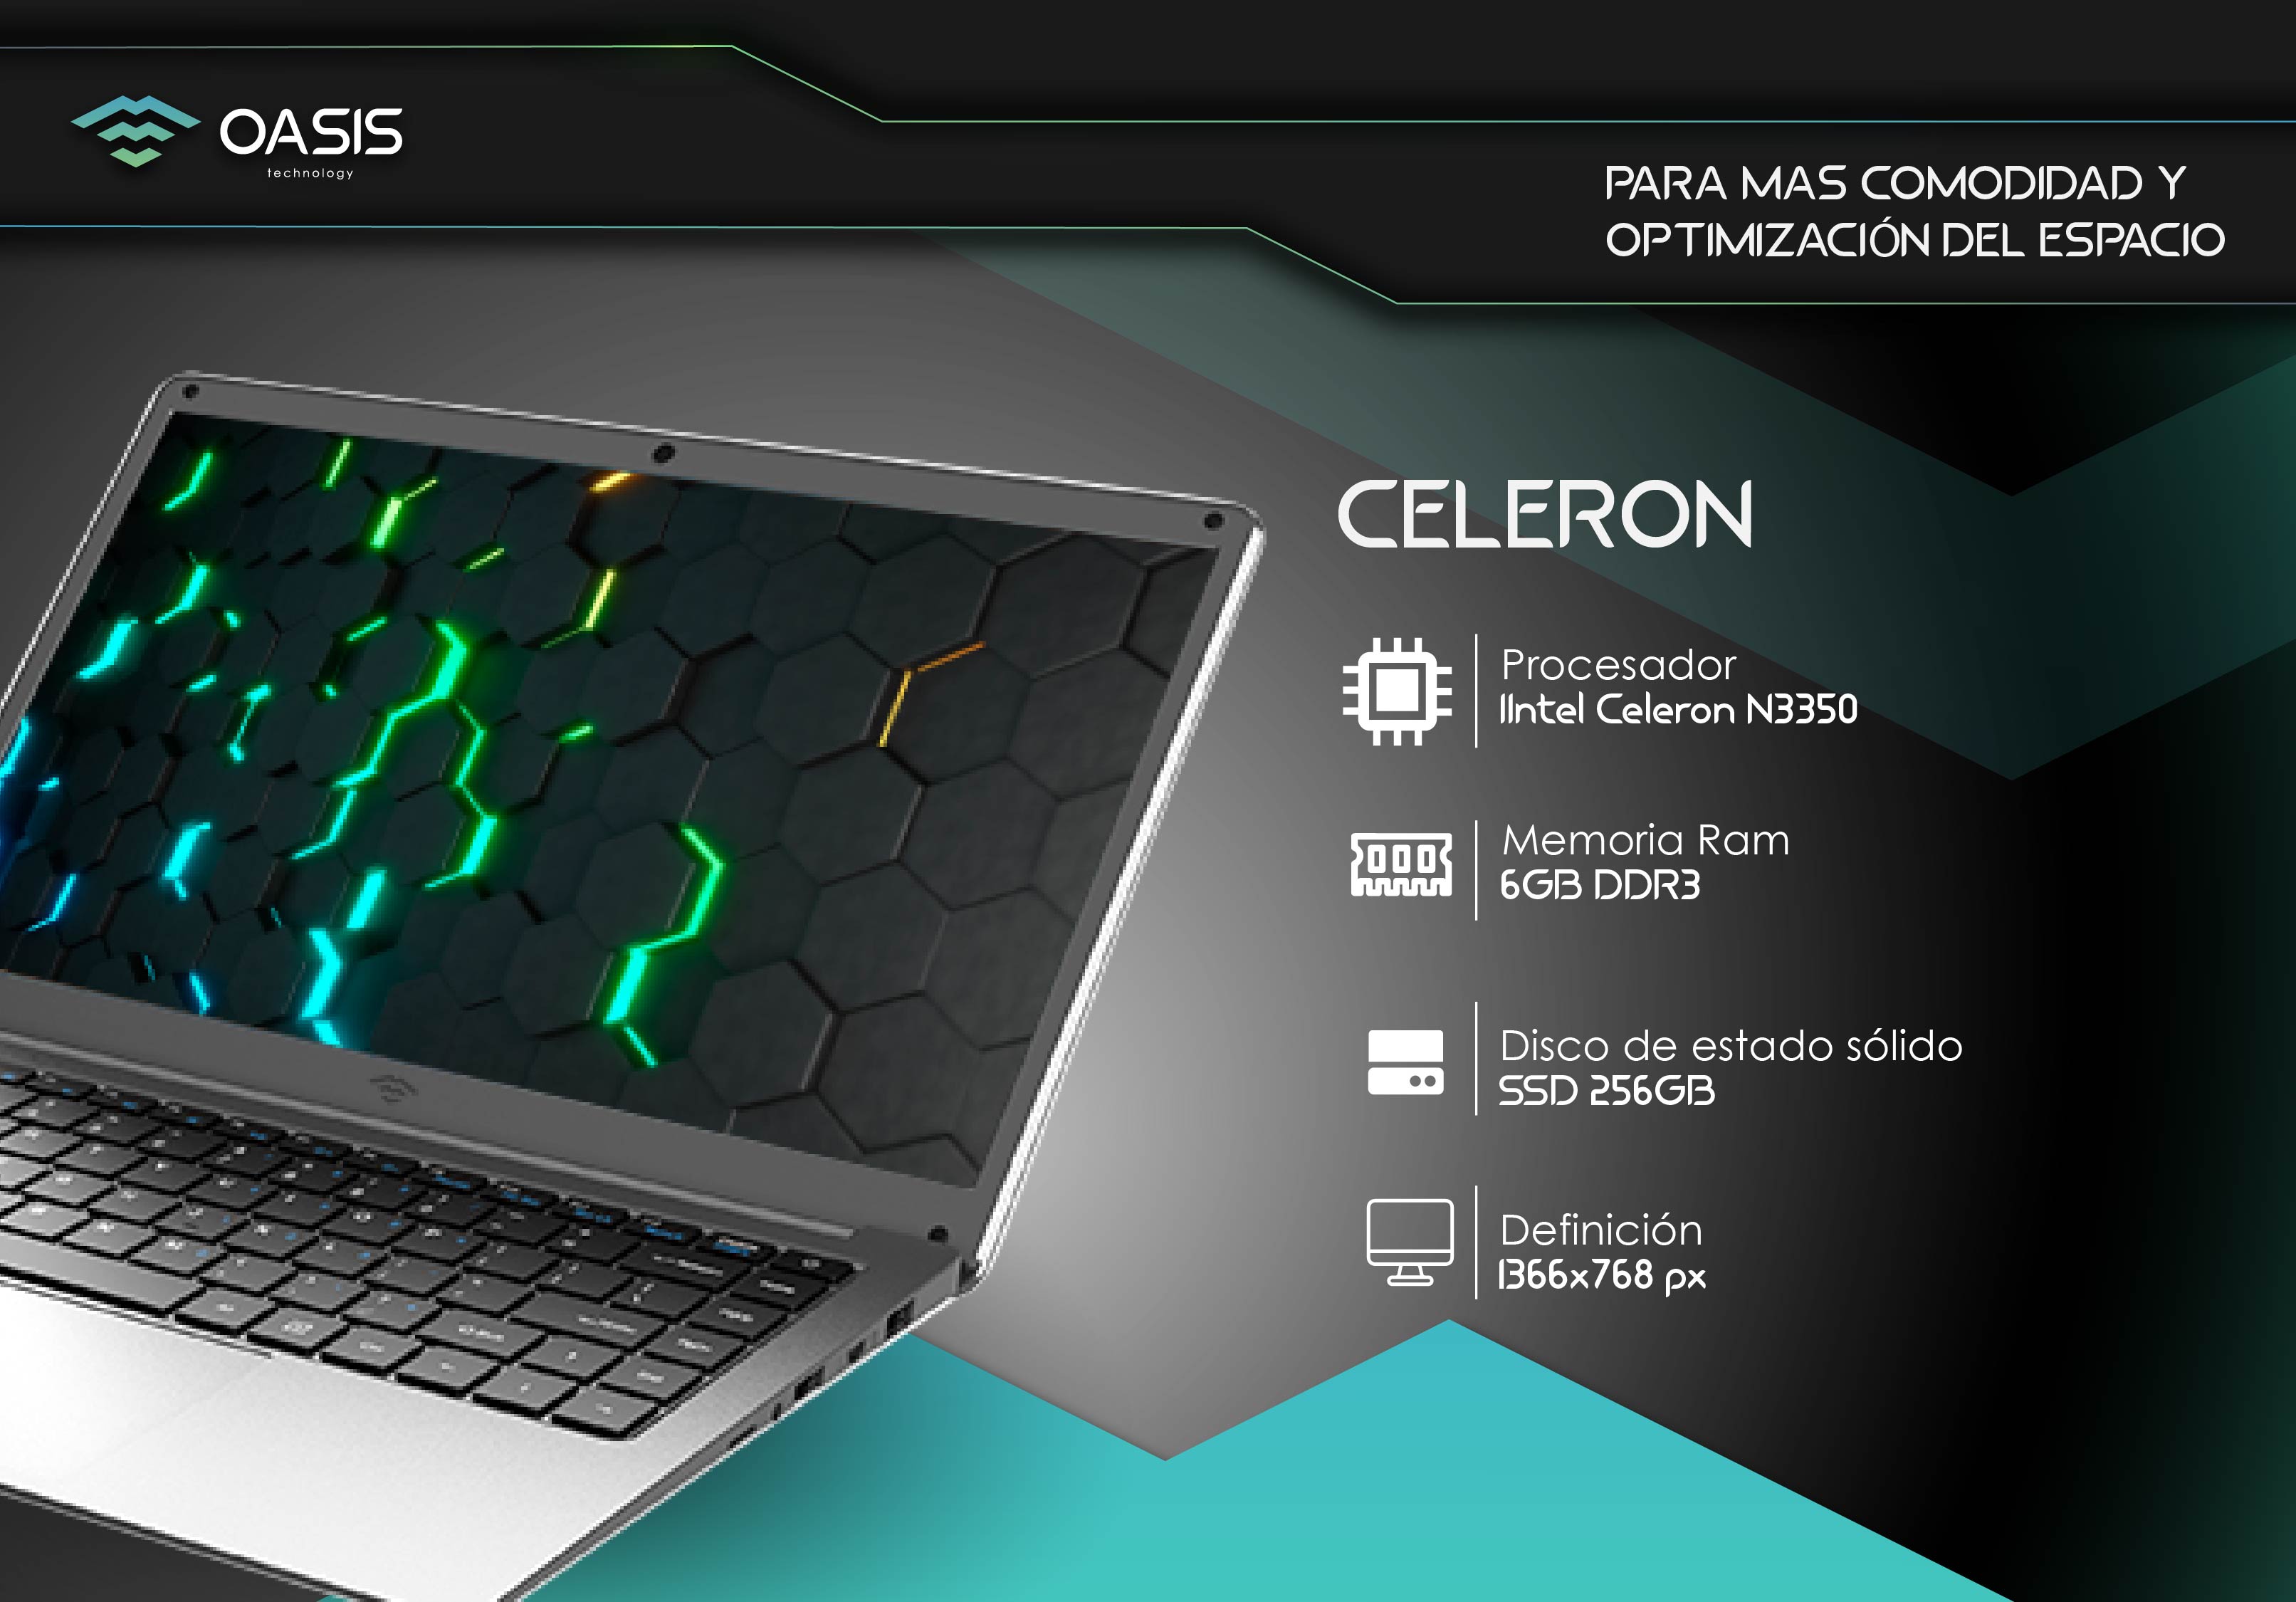 OASIS
technology
PARA MAS COMODIDAD Y
OPTIMIZACIÓN DEL ESPACIO
CELERON
Procesador
IIntel Celeron N3350
Memoria Ram
6GB DDR3
Disco de estado sólido
SSD 256GB
Definición
1366x768 px